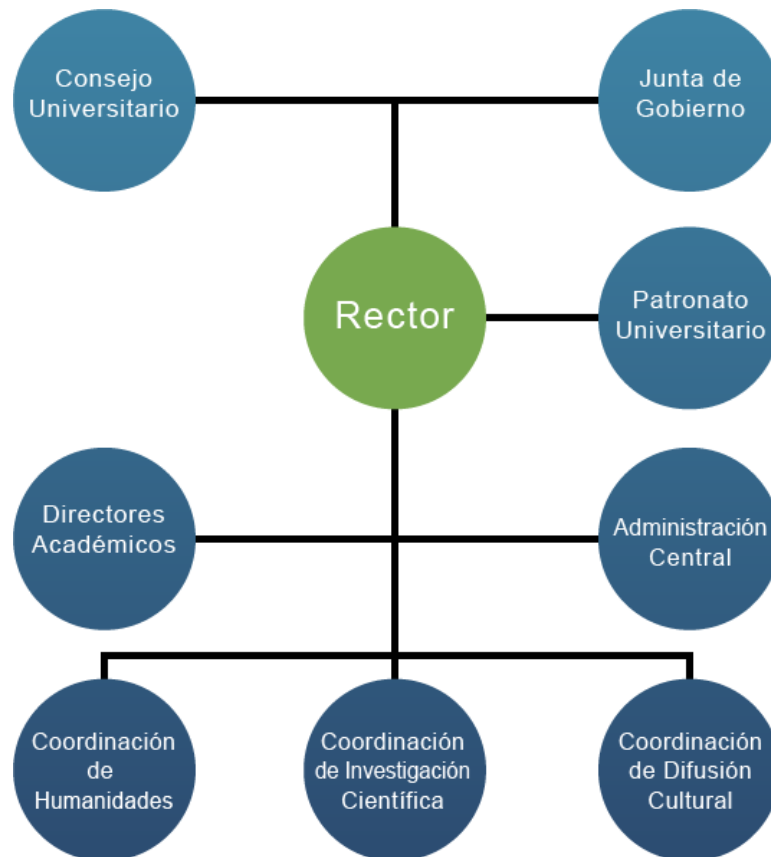 Consejo
Universitario
Junta de
Gobierno
Rector
Patronato
Universitario
Directores
Académicos
Administración
Central
Coordinación
de
Humanidades
Coordinación
de Investigación
Científica
Coordinación
de Difusión
Cultural